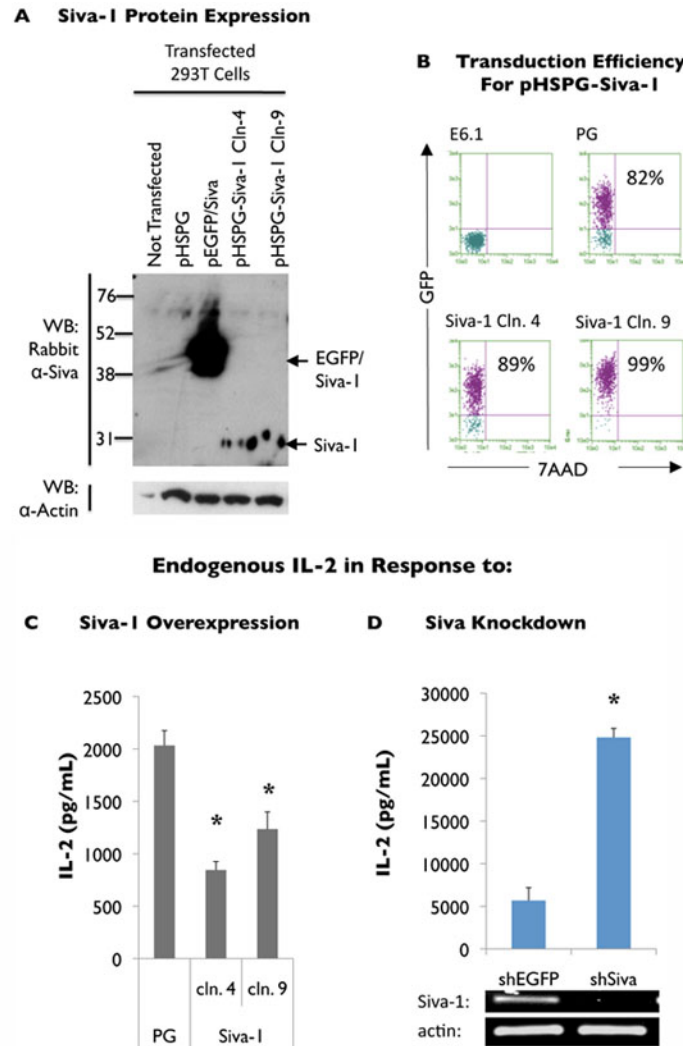 A Siva-1 Protein Expression
Transfected
293T Cells
Not Transfected
pHSPG
pEGFP/Siva
pHSPG-Siva-1 Cln-4
pHSPG-Siva-1 Cln-9
WB:
Rabbit
α-Siva
76
52
38
31
EGFP/
Siva-1
Siva-1
WB:
α-Actin
B Transduction Efficiency
For pHSPG-Siva-1
E6.1
PG
82%
GFP
Siva-1 Cln. 4
Siva-1 Cln. 9
89%
99%
7AAD
Endogenous IL-2 in Response to:
C Siva-1 Overexpression
IL-2 (pg/mL)
2500
2000
1500
1000
500
0
*
*
cln. 4
cln. 9
PG
Siva-1
D Siva Knockdown
IL-2 (pg/mL)
30000
25000
20000
15000
10000
5000
0
*
shEGFP
shSiva
Siva-1:
actin: